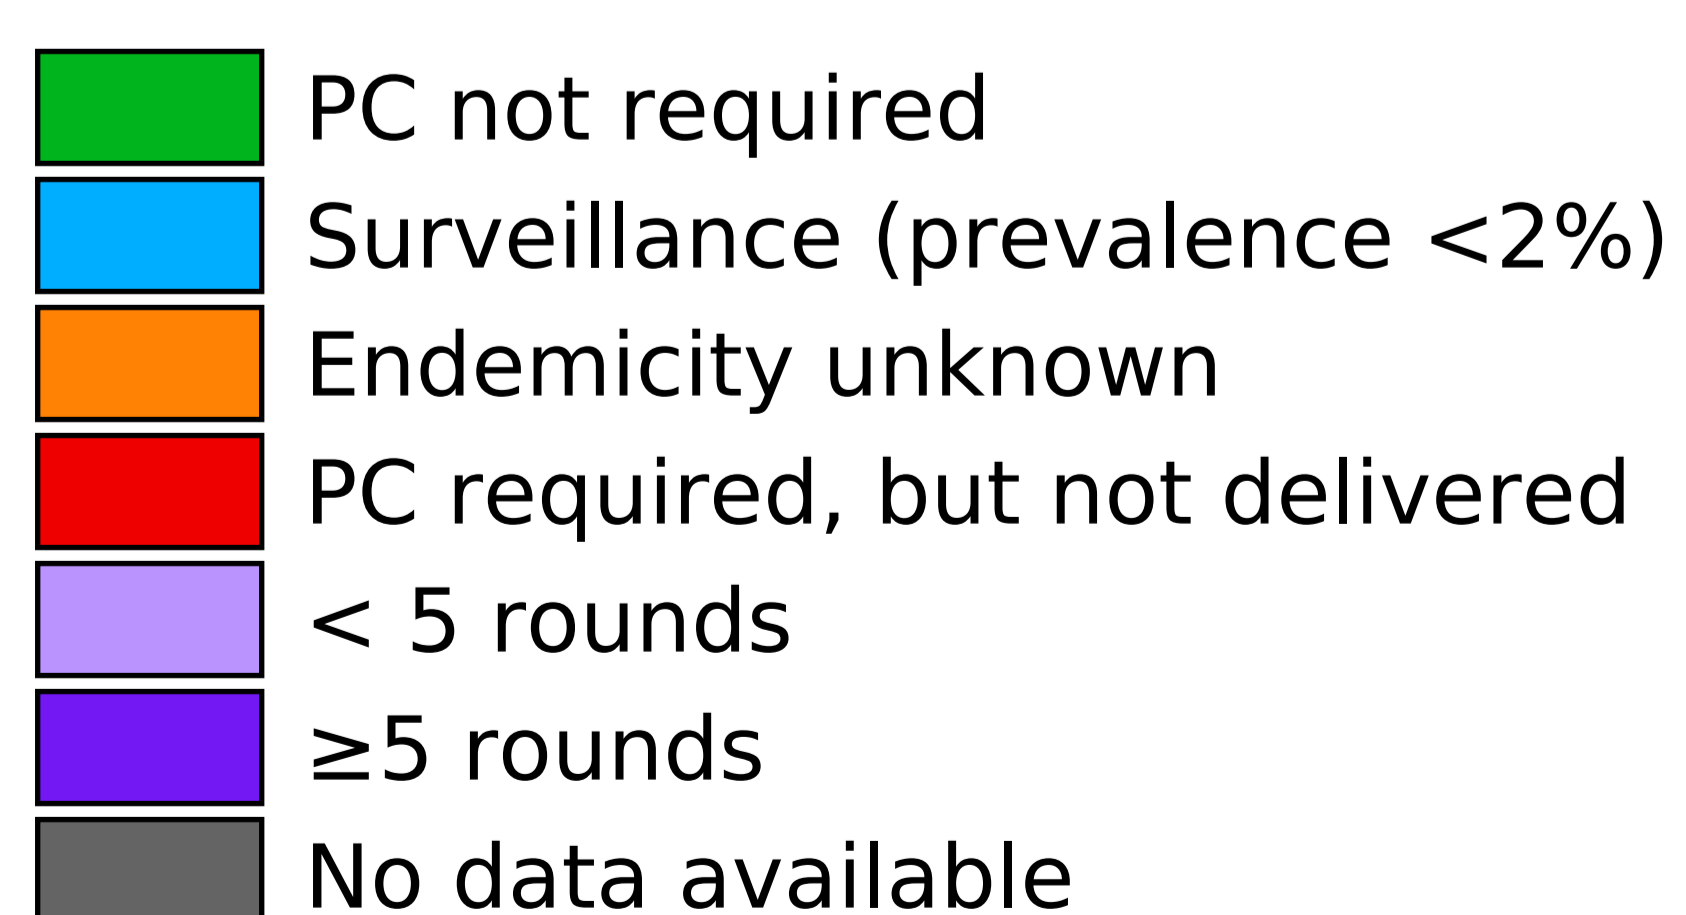 PC not required
Surveillance (prevalence <2%)
Endemicity unknown
PC required, but not delivered
< 5 rounds
≥5 rounds
No data available